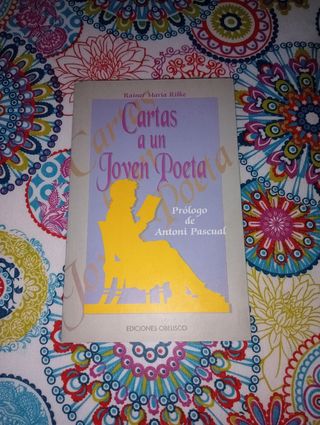 Rainer Maria Rilke
Cartas
a un
Joven Poeta
Prólogo
de
Antoni Pascual
EDICIONES OBELISCO